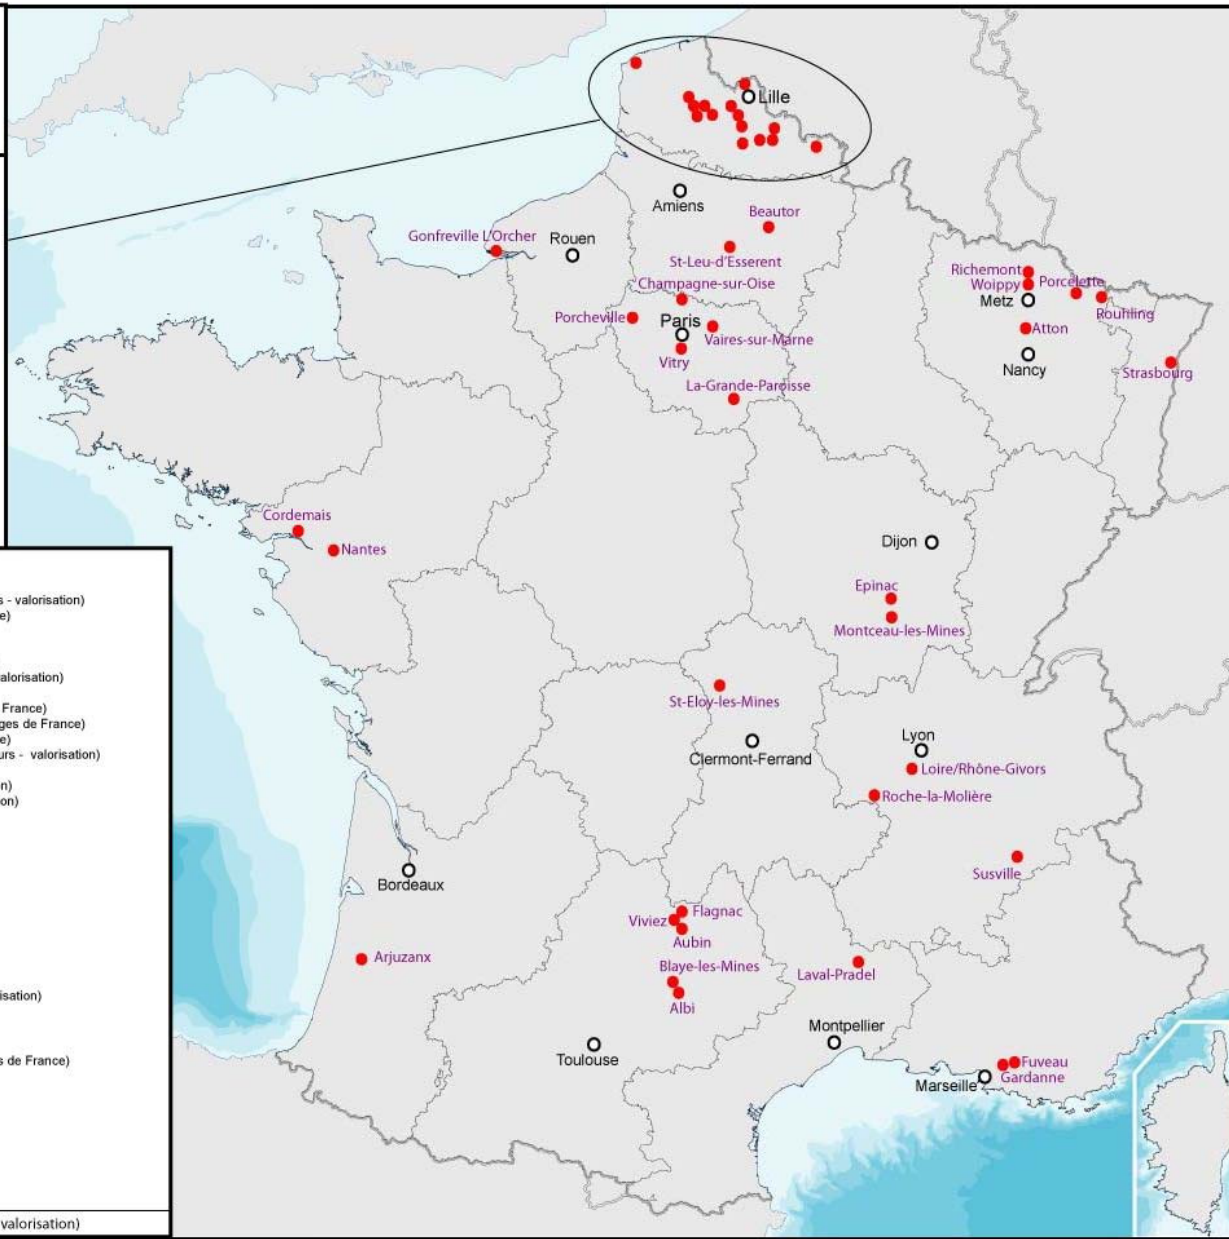 Lille
Amiens
Beautor
Gonfreville L'Orcher
Rouen
St-Leu-d'Esserent
Champagne-sur-Oise
Richemont
Woippy
Porcelette
Metz
Rouhling
Porcheville
Paris
Vaires-sur-Marne
Atton
Vitry
Nancy
Strasbourg
La-Grande-Paroisse
Cordemais
Nantes
Dijon
Epinac
Montceau-les-Mines
s - valorisation)
e)
alorisation)
France)
ges de France)
e)
urs - valorisation)
n)
on)
St-Eloy-les-Mines
Clermont-Ferrand
Lyon
Loire/Rhône-Givors
Roche-la-Molière
Susville
Bordeaux
Flagnac
Viviez
Aubin
Arjuzanx
Blaye-les-Mines
Albi
Laval-Pradel
isation)
s de France)
Montpellier
Toulouse
Fuveau
Gardanne
Marseille
valorisation)